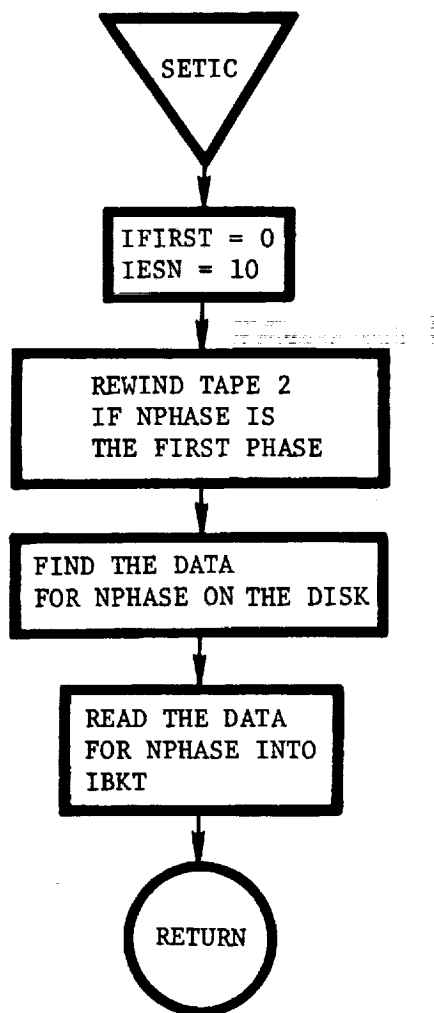 SETIC
IFIRST = 0
IESN = 10
REWIND TAPE 2
IF NPHASE IS
THE FIRST PHASE
FIND THE DATA
FOR NPHASE ON THE DISK
READ THE DATA
FOR NPHASE INTO
IBKT
RETURN